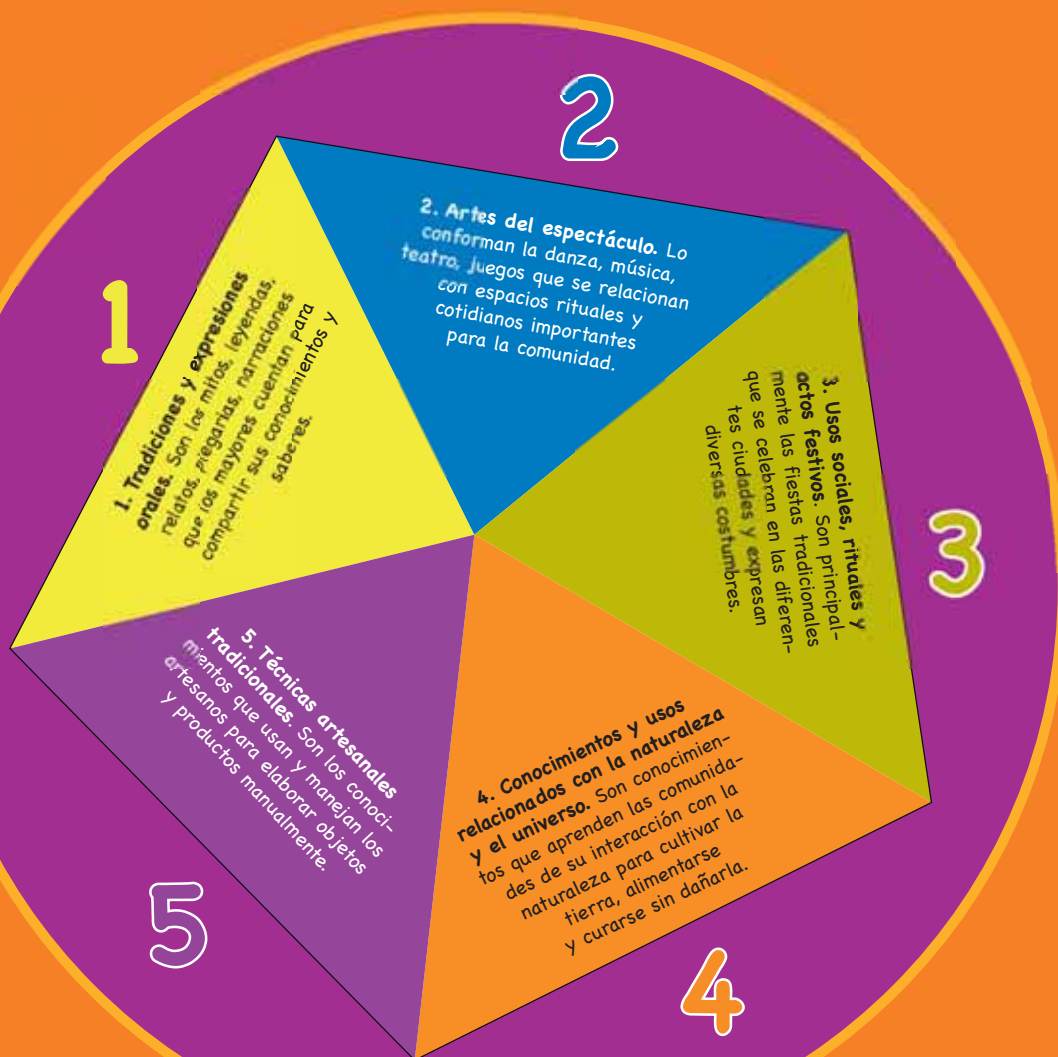 1
1. Tradiciones y expresiones
orales. Son los mitos, leyendas,
relatos, plegarias, narraciones
que los mayores cuentan para
compartir sus conocimientos y
saberes.
2
2. Artes del espectáculo. Lo
conforman la danza, música,
teatro, juegos que se relacionan
con espacios rituales y
cotidianos importantes
para la comunidad.
3
3. Usos sociales, rituales y
actos festivos. Son principal-
mente las fiestas tradicionales
que se celebran en las diferen-
tes ciudades y expresan
diversas costumbres.
4
4. Conocimientos y usos
relacionados con la naturaleza
y el universo. Son conocimien-
tos que aprenden las comunida-
des de su interacción con la
naturaleza para cultivar la
tierra, alimentarse
y curarse sin dañarla.
5
5. Técnicas artesanales
tradicionales. Son los conoci-
mientos que usan y manejan los
artesanos para elaborar objetos
y productos manualmente.